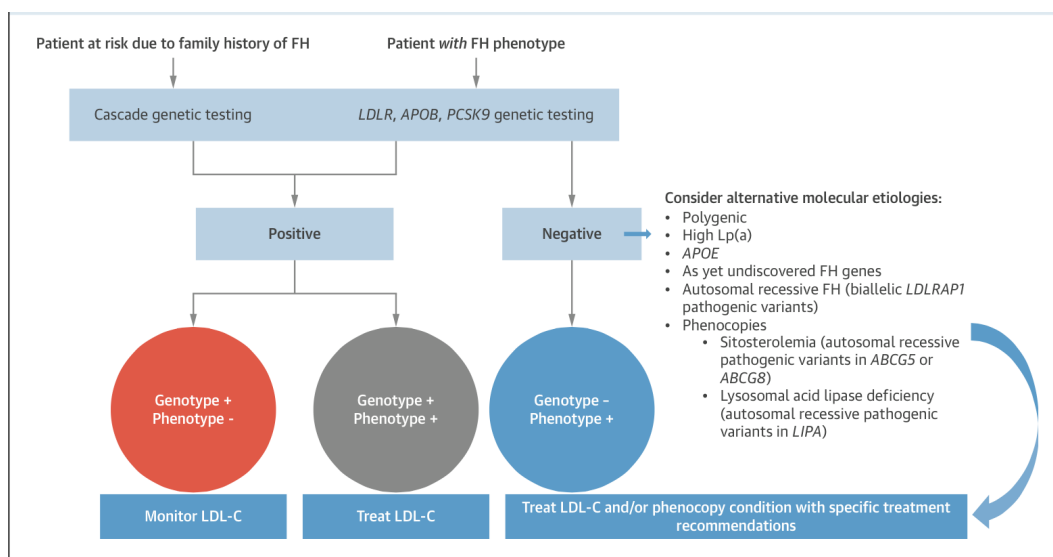 Patient at risk due to family history of FH
Patient with FH phenotype
Cascade genetic testing
LDLR, APOB, PCSK9 genetic testing
Positive
Negative
Consider alternative molecular etiologies:
• Polygenic
• High Lp(a)
• APOE
• As yet undiscovered FH genes
• Autosomal recessive FH (biallelic LDLRAP1
pathogenic variants)
• Phenocopies
• Sitosterolemia (autosomal recessive
pathogenic variants in ABCG5 or
ABCG8)
• Lysosomal acid lipase deficiency
(autosomal recessive pathogenic
variants in LIPA)
Genotype +
Phenotype -
Genotype +
Phenotype +
Genotype –
Phenotype +
Monitor LDL-C
Treat LDL-C
Treat LDL-C and/or phenocopy condition with specific treatment
recommendations